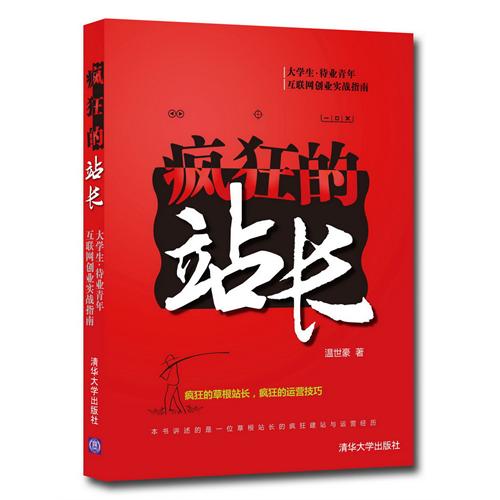 疯狂的
站长
大学生·待业青年
互联网创业实战指南
清华大学出版社
大学生·待业青年
互联网创业实战指南
疯狂的
站长
温世豪 著
疯狂的草根站长，疯狂的运营技巧
本书讲述的是一位草根站长的疯狂建站与运营经历
清华大学出版社